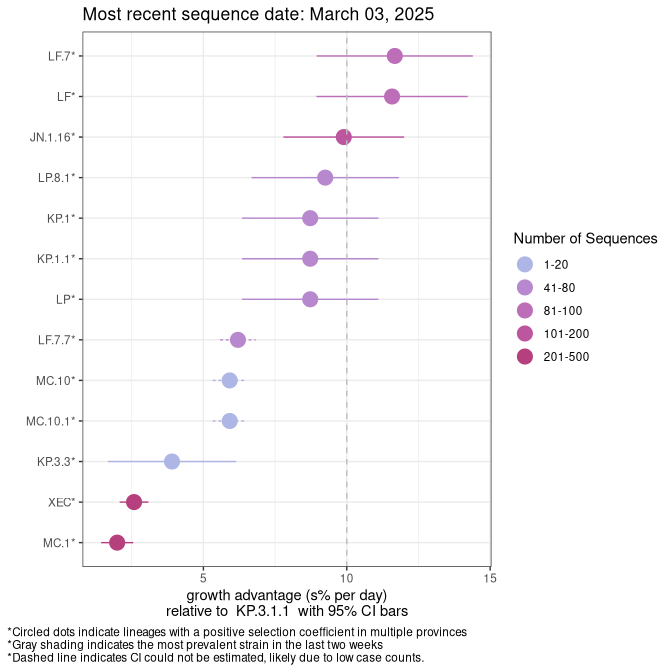 Most recent sequence date: March 03, 2025
LF.7*
LF*
JN.1.16*
LP.8.1*
KP.1*
KP.1.1*
LP*
LF.7.7*
MC.10*
MC.10.1*
KP.3.3*
XEC*
MC.1*
5 10 15
growth advantage (s% per day)
relative to KP.3.1.1 with 95% CI bars
Number of Sequences
1-20
41-80
81-100
101-200
201-500
*Circled dots indicate lineages with a positive selection coefficient in multiple provinces
*Gray shading indicates the most prevalent strain in the last two weeks
*Dashed line indicates CI could not be estimated, likely due to low case counts.